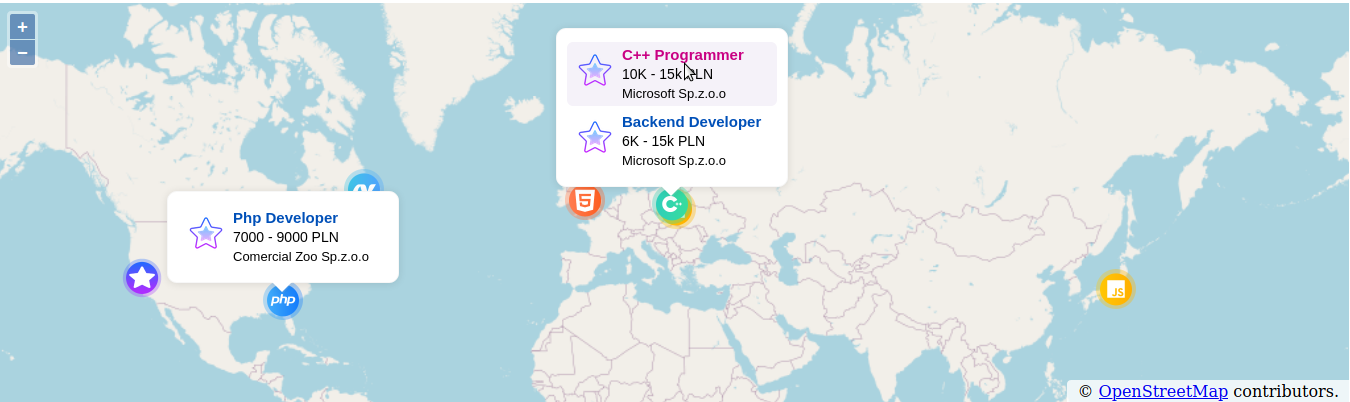 +
−
C++ Programmer
10K - 15k PLN
Microsoft Sp.z.o.o
Backend Developer
6K - 15k PLN
Microsoft Sp.z.o.o
5
C++
Php Developer
7000 - 9000 PLN
Comercial Zoo Sp.z.o.o
php
JS
© OpenStreetMap contributors.